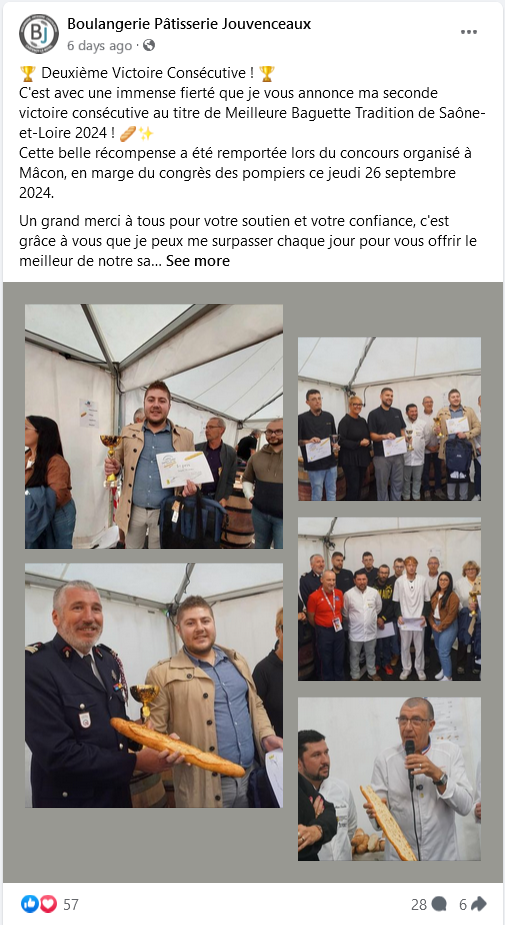 BJ
Boulangerie Pâtisserie Jouvenceaux
6 days ago ·
🏆 Deuxième Victoire Consécutive ! 🏆
C'est avec une immense fierté que je vous annonce ma seconde
victoire consécutive au titre de Meilleure Baguette Tradition de Saône-
et-Loire 2024 ! 🥖✨
Cette belle récompense a été remportée lors du concours organisé à
Mâcon, en marge du congrès des pompiers ce jeudi 26 septembre
2024.
Un grand merci à tous pour votre soutien et votre confiance, c'est
grâce à vous que je peux me surpasser chaque jour pour vous offrir le
meilleur de notre sa... See more
57
28
6